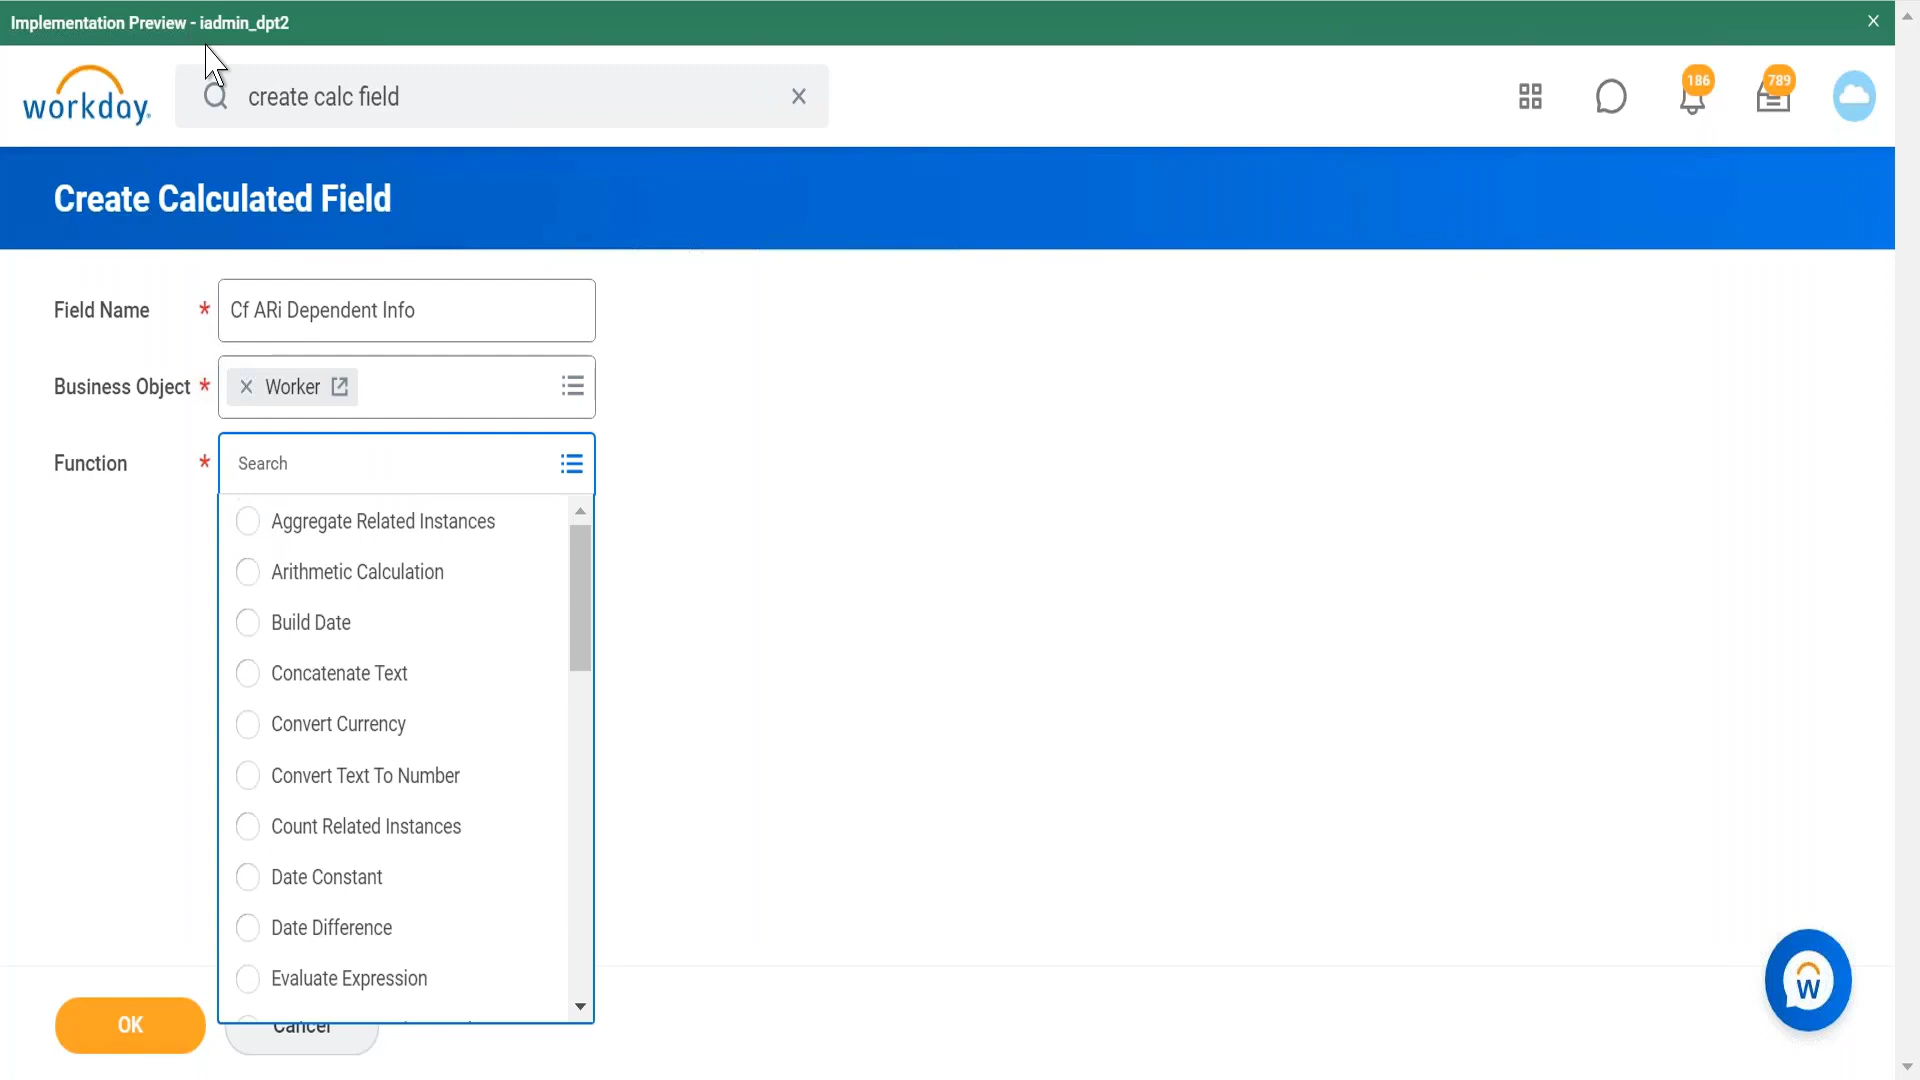 Implementation Preview - iadmin_dpt2
workday.
create calc field
186
789
Create Calculated Field
Field Name *
Cf ARi Dependent Info
Business Object *
Worker
Function *
Search
Aggregate Related Instances
Arithmetic Calculation
Build Date
Concatenate Text
Convert Currency
Convert Text To Number
Count Related Instances
Date Constant
Date Difference
Evaluate Expression
OK
Cancel
W